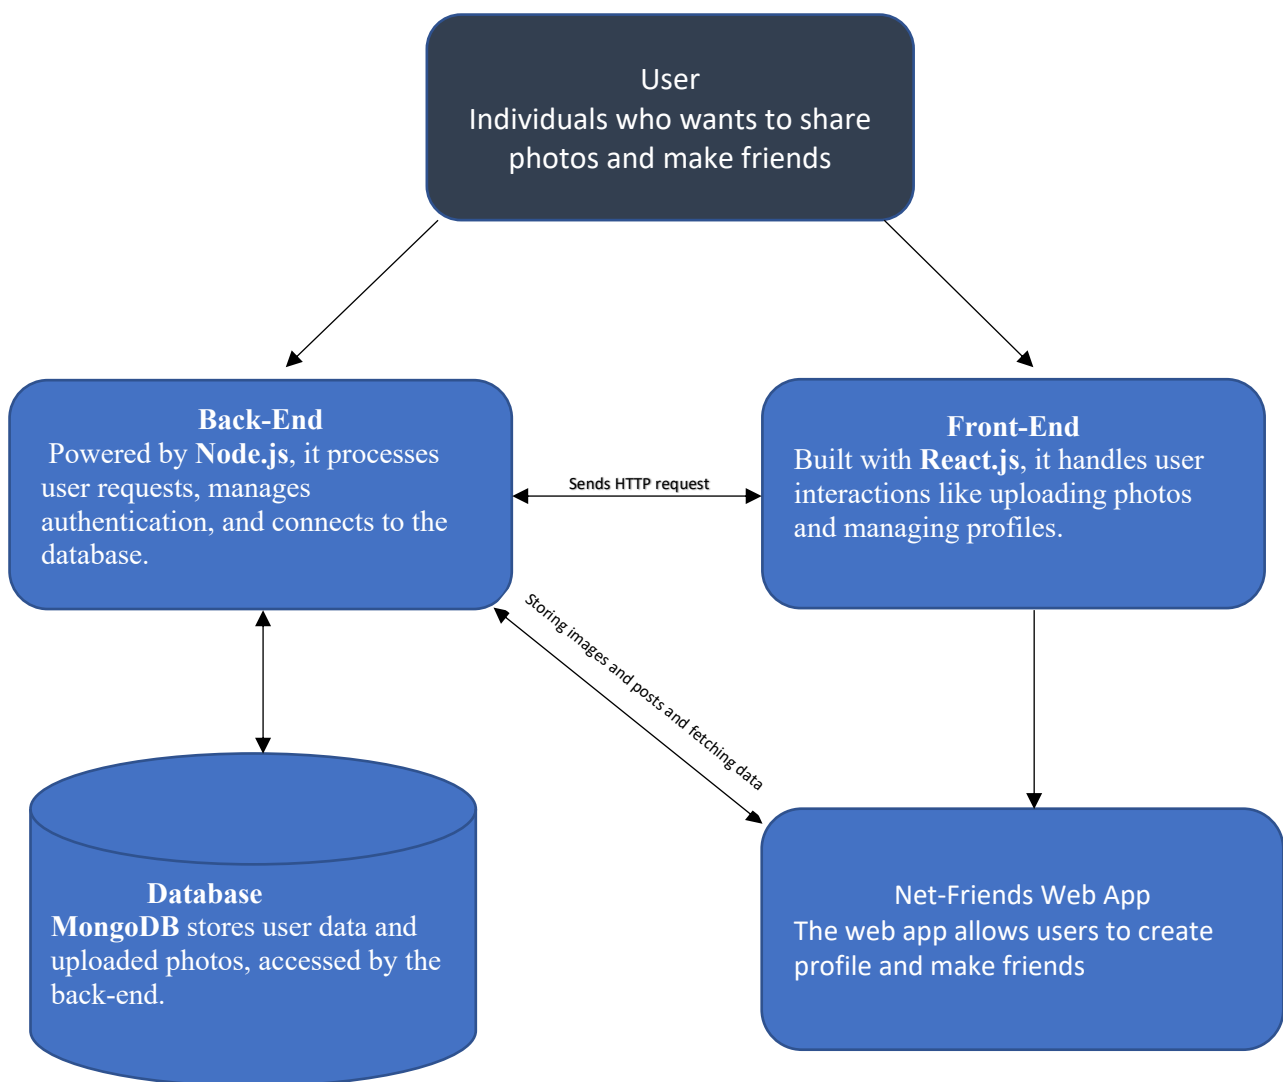 User
Individuals who wants to share
photos and make friends
Back-End
Powered by Node.js, it processes
user requests, manages
authentication, and connects to the
database.
Sends HTTP request
Front-End
Built with React.js, it handles user
interactions like uploading photos
and managing profiles.
Storing images and posts and fetching data
Database
MongoDB stores user data and
uploaded photos, accessed by the
back-end.
Net-Friends Web App
The web app allows users to create
profile and make friends